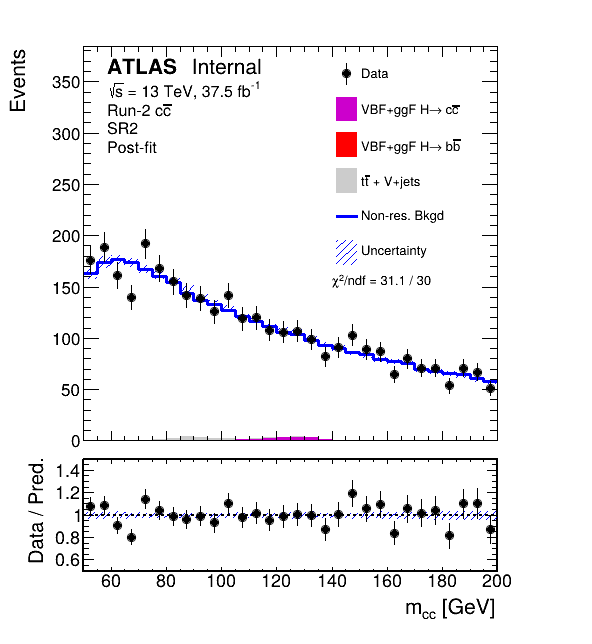 Events
ATLAS Internal
√s = 13 TeV, 37.5 fb⁻¹
Run-2 cc̅
SR2
Post-fit
Data
VBF+ggF H→ cc̅
VBF+ggF H→ bb̅
tt̅ + V+jets
Non-res. Bkgd
Uncertainty
χ²/ndf = 31.1 / 30
350
300
250
200
150
100
50
0
Data / Pred.
1.4
1.2
1
0.8
0.6
60 80 100 120 140 160 180 200
m_cc [GeV]